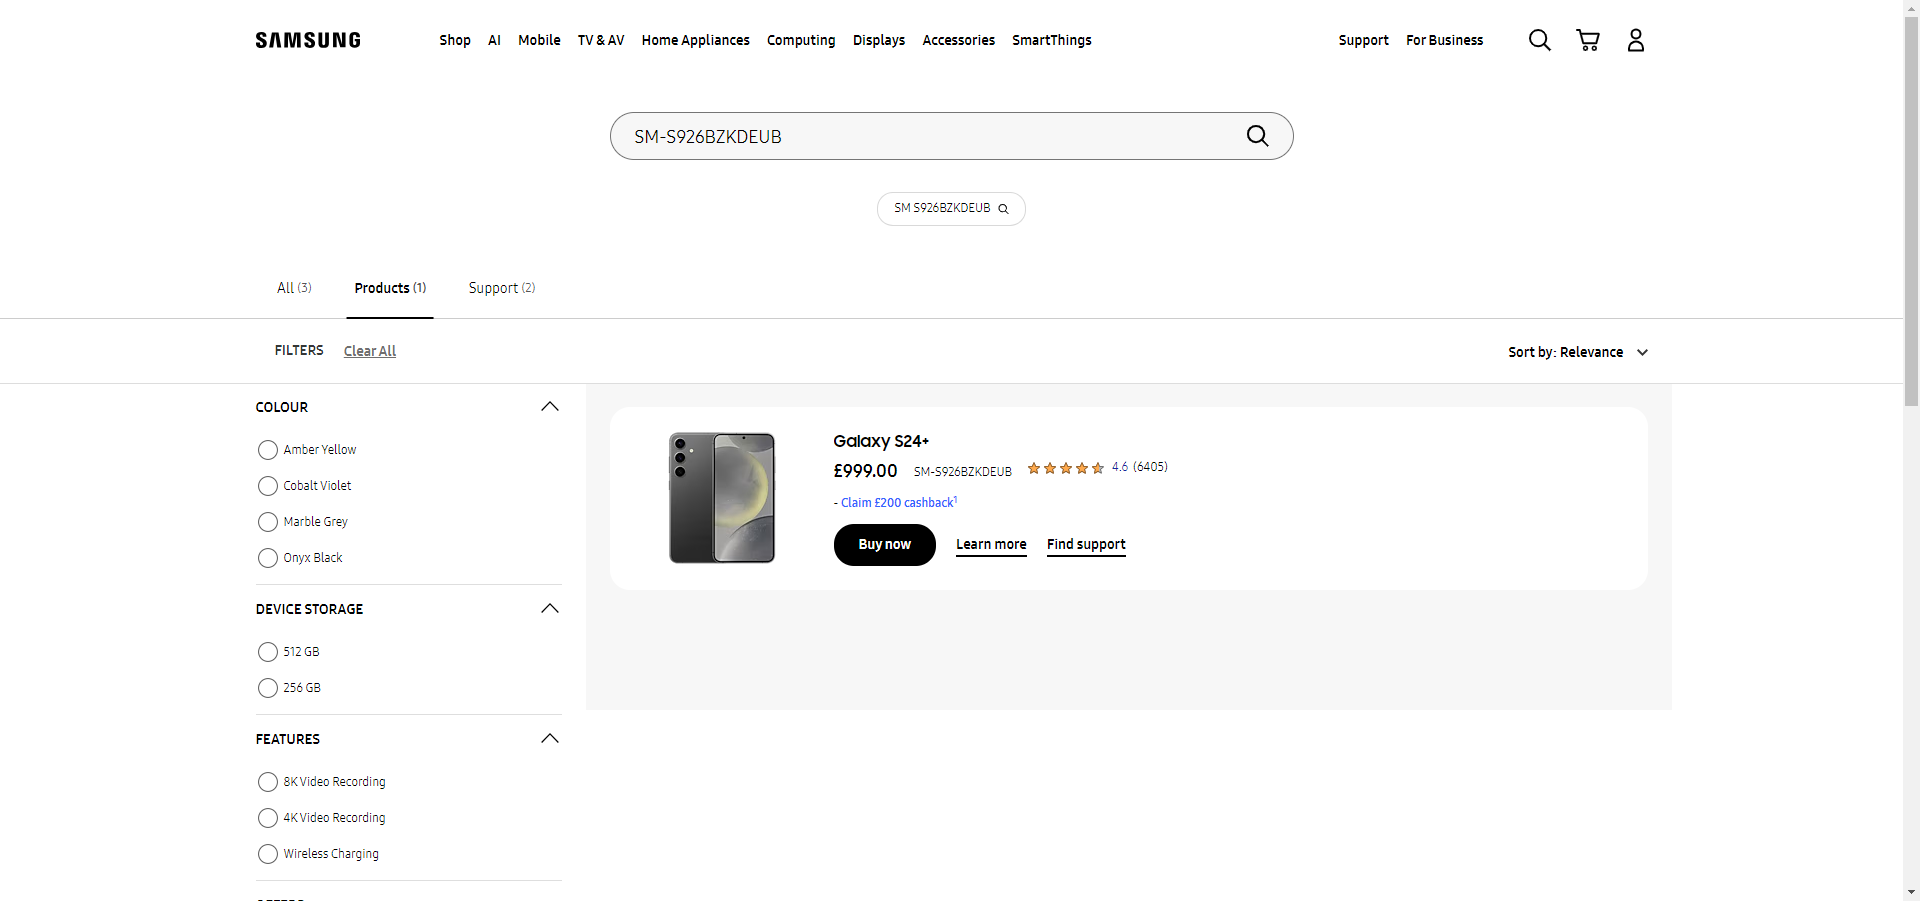 SAMSUNG
Shop AI Mobile TV & AV Home Appliances Computing Displays Accessories SmartThings Support For Business
SM-S926BZKDEUB
SM S926BZKDEUB
All (3) Products (1) Support (2)
FILTERS Clear All Sort by: Relevance
COLOUR
Amber Yellow
Cobalt Violet
Marble Grey
Onyx Black
DEVICE STORAGE
512 GB
256 GB
FEATURES
8K Video Recording
4K Video Recording
Wireless Charging
Galaxy S24+
£999.00 SM-S926BZKDEUB 4.6 (6405)
- Claim £200 cashback¹
Buy now Learn more Find support